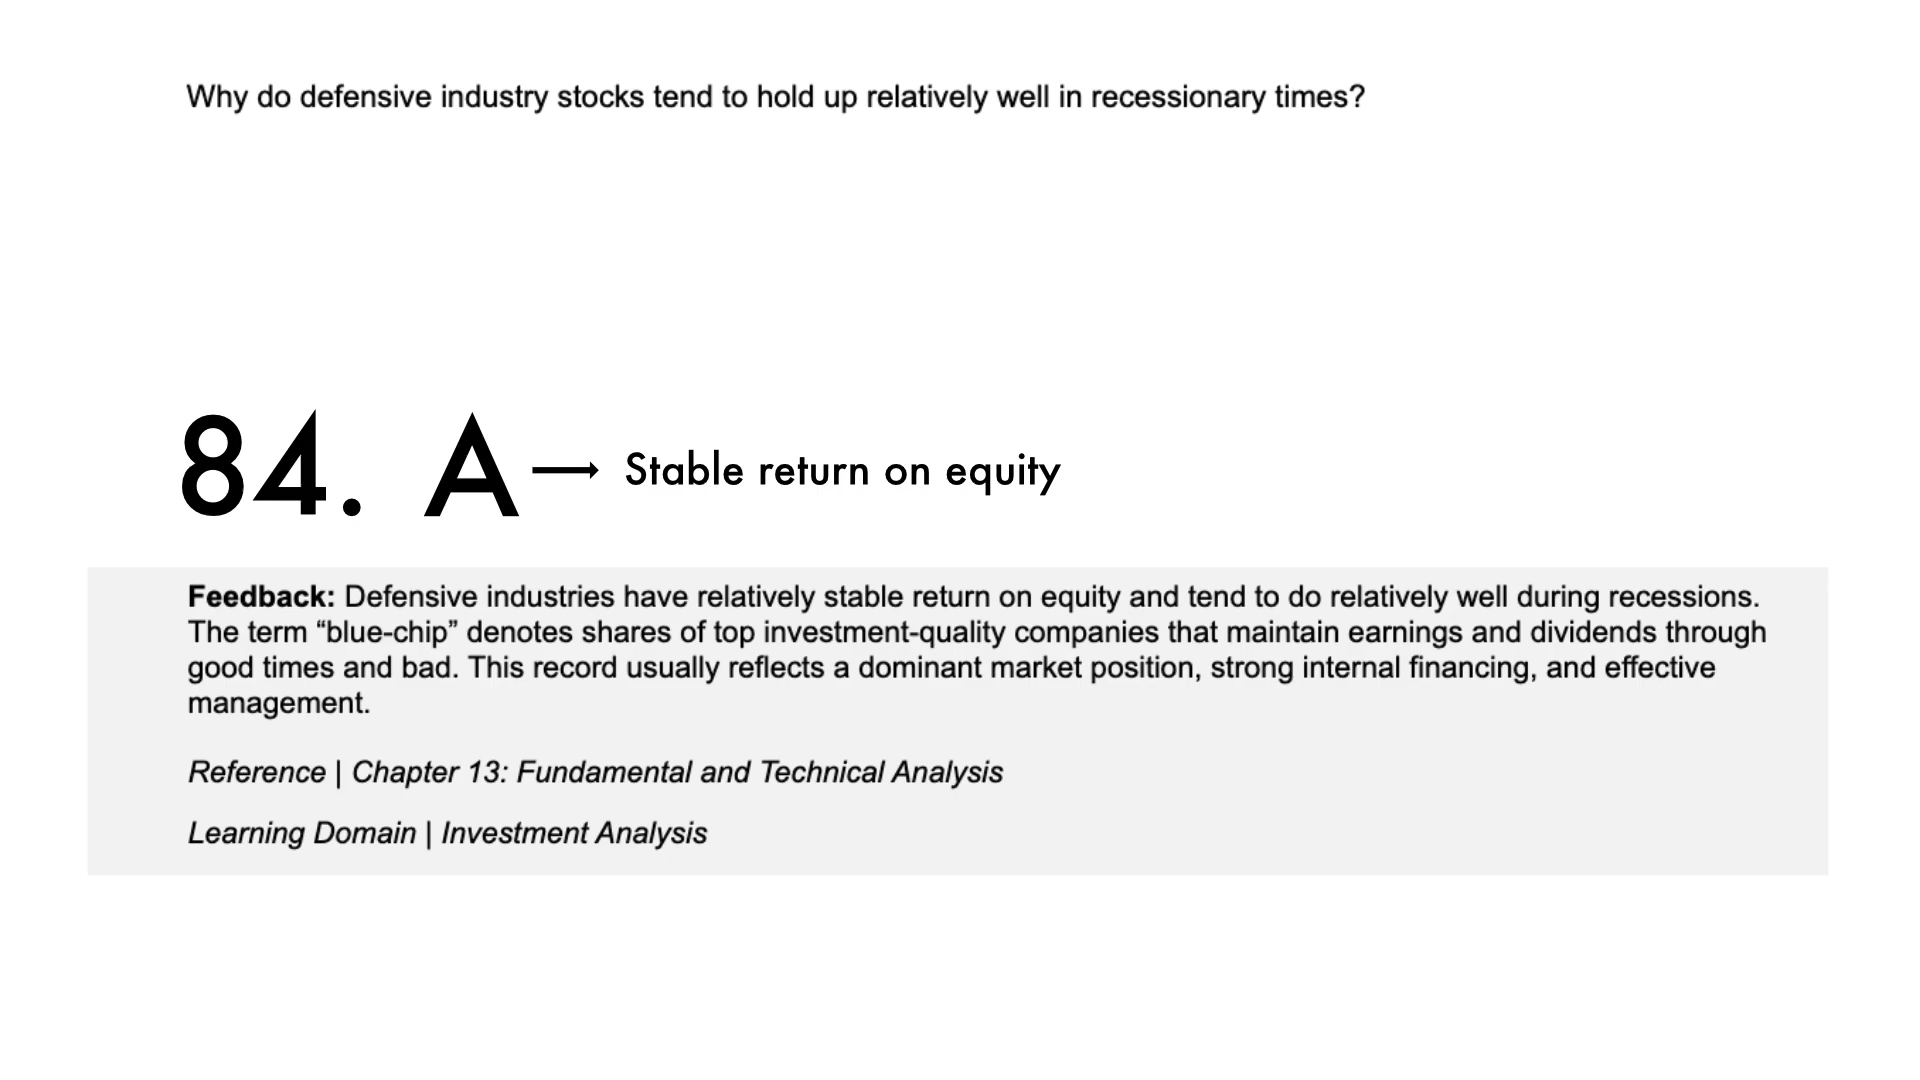 Why do defensive industry stocks tend to hold up relatively well in recessionary times?
84. A → Stable return on equity
Feedback: Defensive industries have relatively stable return on equity and tend to do relatively well during recessions.
The term “blue-chip” denotes shares of top investment-quality companies that maintain earnings and dividends through
good times and bad. This record usually reflects a dominant market position, strong internal financing, and effective
management.
Reference | Chapter 13: Fundamental and Technical Analysis
Learning Domain | Investment Analysis